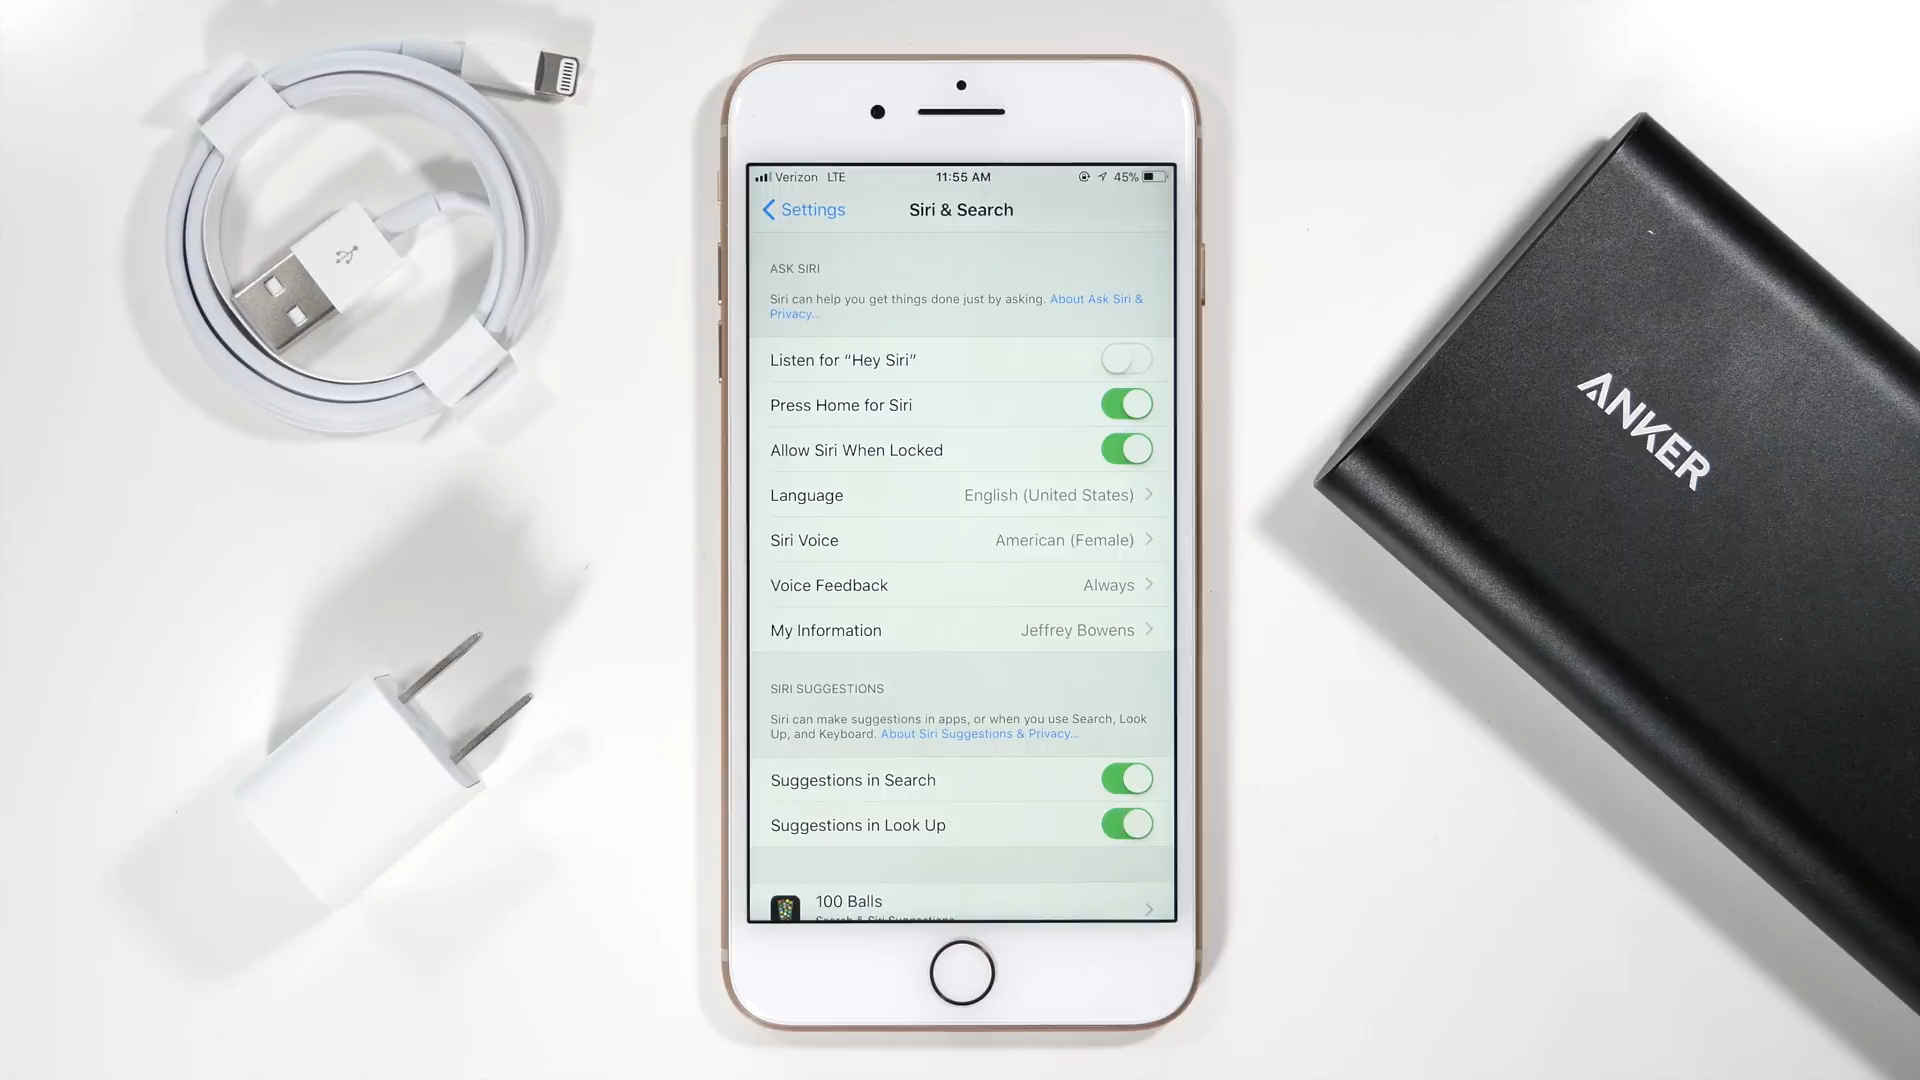 Verizon LTE 11:55 AM 45%
Settings Siri & Search
ASK SIRI
Siri can help you get things done just by asking. About Ask Siri &
Privacy...
Listen for “Hey Siri”
Press Home for Siri
Allow Siri When Locked
Language English (United States)
Siri Voice American (Female)
Voice Feedback Always
My Information Jeffrey Bowens
SIRI SUGGESTIONS
Siri can make suggestions in apps, or when you use Search, Look
Up, and Keyboard. About Siri Suggestions & Privacy...
Suggestions in Search
Suggestions in Look Up
100 Balls
Search & Siri Suggestions
ANKER